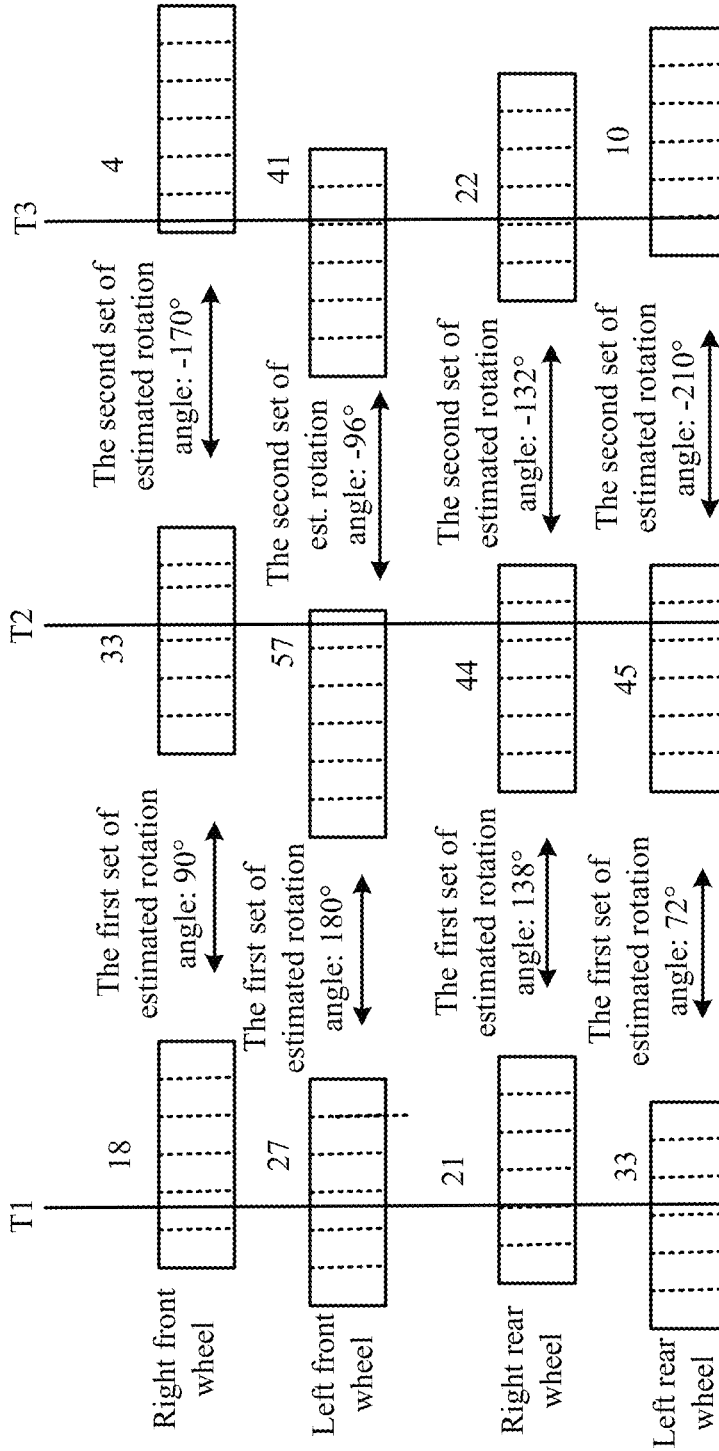 T1
T2
T3
Right front
wheel
18
The first set of
estimated rotation
angle: 90°
33
The second set of
estimated rotation
angle: -170°
4
Left front
wheel
27
The first set of
estimated rotation
angle: 180°
57
The second set of
est. rotation
angle: -96°
41
Right rear
wheel
21
The first set of
estimated rotation
angle: 138°
44
The second set of
estimated rotation
angle: -132°
22
Left rear
wheel
33
The first set of
estimated rotation
angle: 72°
45
The second set of
estimated rotation
angle: -210°
10